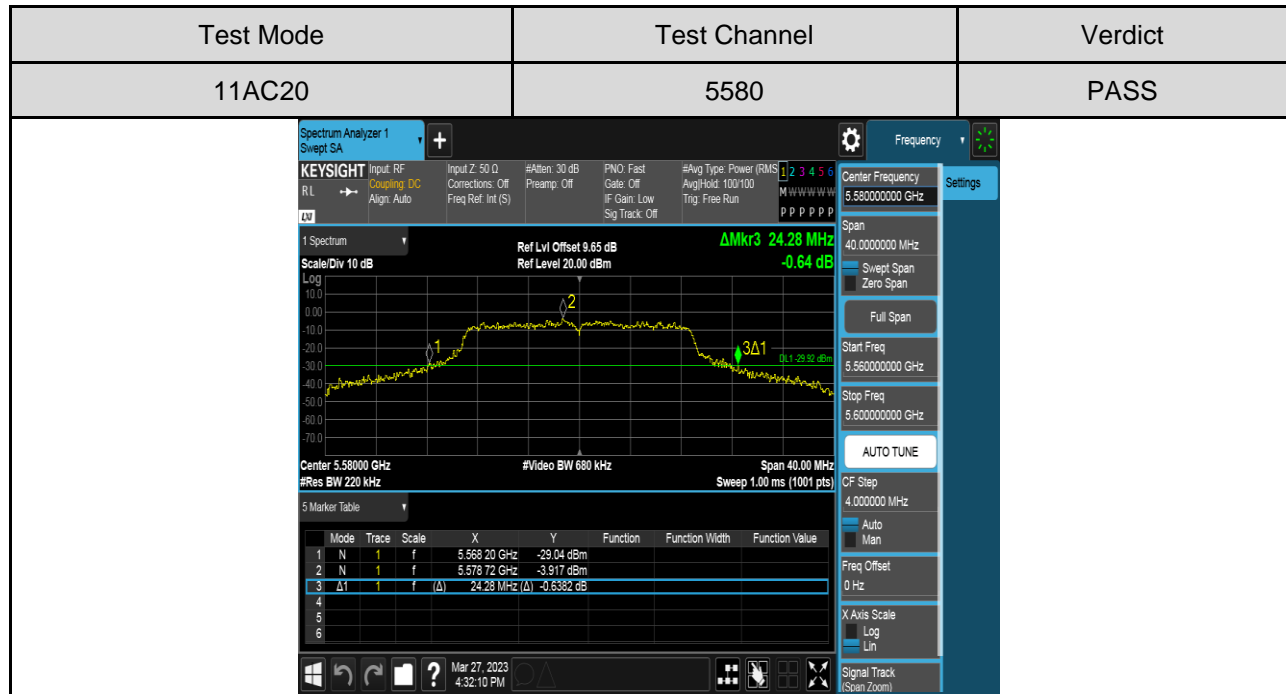 Test Mode Test Channel Verdict
11AC20 5580 PASS
Spectrum Analyzer 1
Swept SA
+
Frequency
KEYSIGHT Input: RF Input Z: 50 Ω #Atten: 30 dB PNO: Fast #Avg Type: Power (RMS 1 2 3 4 5 6
RL Coupling: DC Corrections: Off Preamp: Off Gate: Off Avg|Hold: 100/100 M W W W W W
Align: Auto Freq Ref: Int (S) IF Gain: Low Trig: Free Run
LXI Sig Track: Off P P P P P P
Center Frequency
5.580000000 GHz
Settings
1 Spectrum Ref Lvl Offset 9.65 dB ΔMkr3 24.28 MHz
Scale/Div 10 dB Ref Level 20.00 dBm -0.64 dB
Log
10.0
0.00
-10.0
-20.0
-30.0
-40.0
-50.0
-60.0
-70.0
1
2
3Δ1
DL1 -29.92 dBm
Center 5.58000 GHz #Video BW 680 kHz Span 40.00 MHz
#Res BW 220 kHz Sweep 1.00 ms (1001 pts)
Span
40.0000000 MHz
Swept Span
Zero Span
Full Span
Start Freq
5.560000000 GHz
Stop Freq
5.600000000 GHz
AUTO TUNE
CF Step
4.000000 MHz
Auto
Man
Freq Offset
0 Hz
X Axis Scale
Log
Lin
Signal Track
(Span Zoom)
5 Marker Table
Mode Trace Scale X Y Function Function Width Function Value
1 N 1 f 5.568 20 GHz -29.04 dBm
2 N 1 f 5.578 72 GHz -3.917 dBm
3 Δ1 1 f (Δ) 24.28 MHz (Δ) -0.6382 dB
4
5
6
? Mar 27, 2023
4:32:10 PM